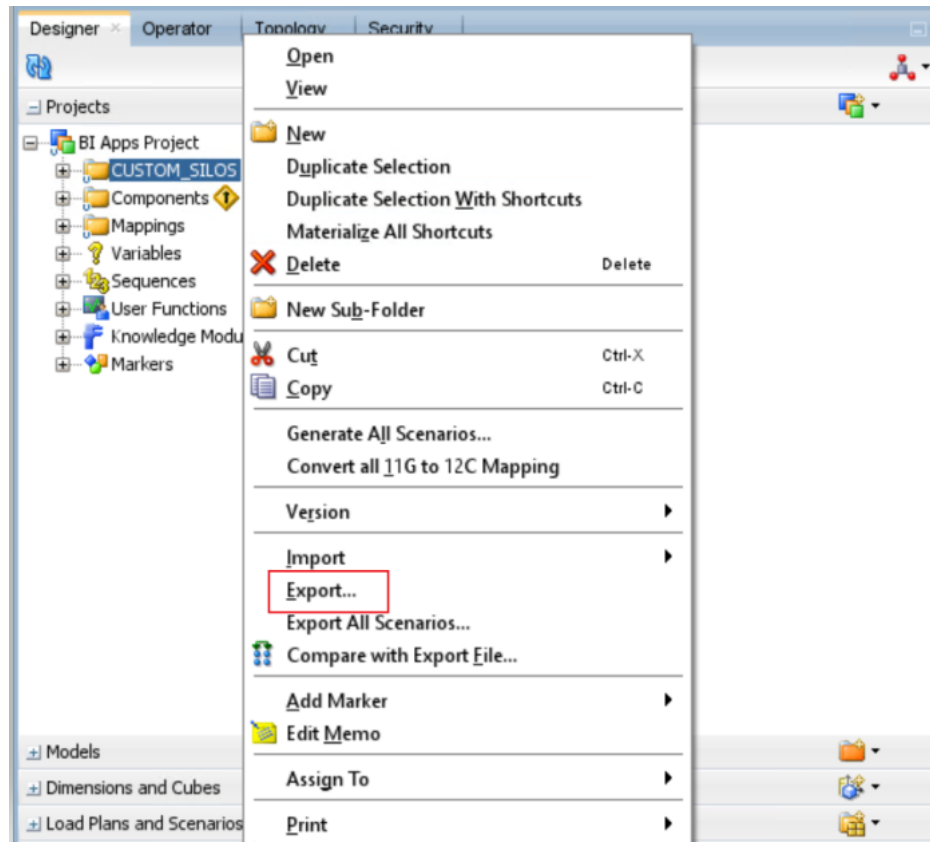 Designer Operator Topology Security
Projects
BI Apps Project
CUSTOM_SILOS
Components
Mappings
Variables
Sequences
User Functions
Knowledge Modu
Markers
Open
View
New
Duplicate Selection
Duplicate Selection With Shortcuts
Materialize All Shortcuts
Delete Delete
New Sub-Folder
Cut Ctrl-X
Copy Ctrl-C
Generate All Scenarios...
Convert all 11G to 12C Mapping
Version
Import
Export...
Export All Scenarios...
Compare with Export File...
Add Marker
Edit Memo
Assign To
Print
Models
Dimensions and Cubes
Load Plans and Scenarios